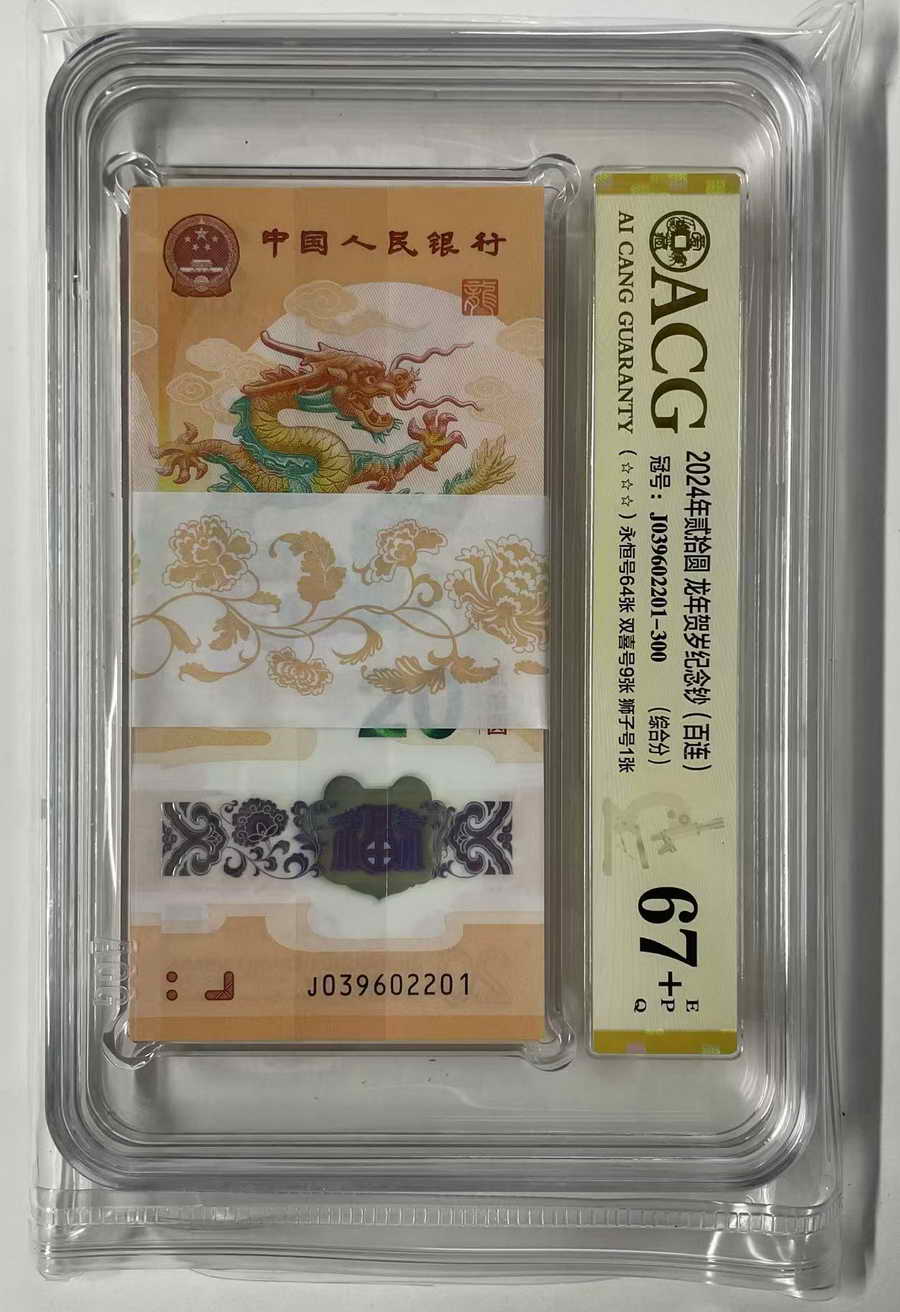 中国人民银行
龍
20
J039602201
ACG
AI CANG GUARANTY
2024年贰拾圆 龙年贺岁纪念钞（百连）
冠号：J039602201-300 （综合分）
（☆☆☆）永恒号64张 双喜号9张 狮子号1张
67+
E
P
Q